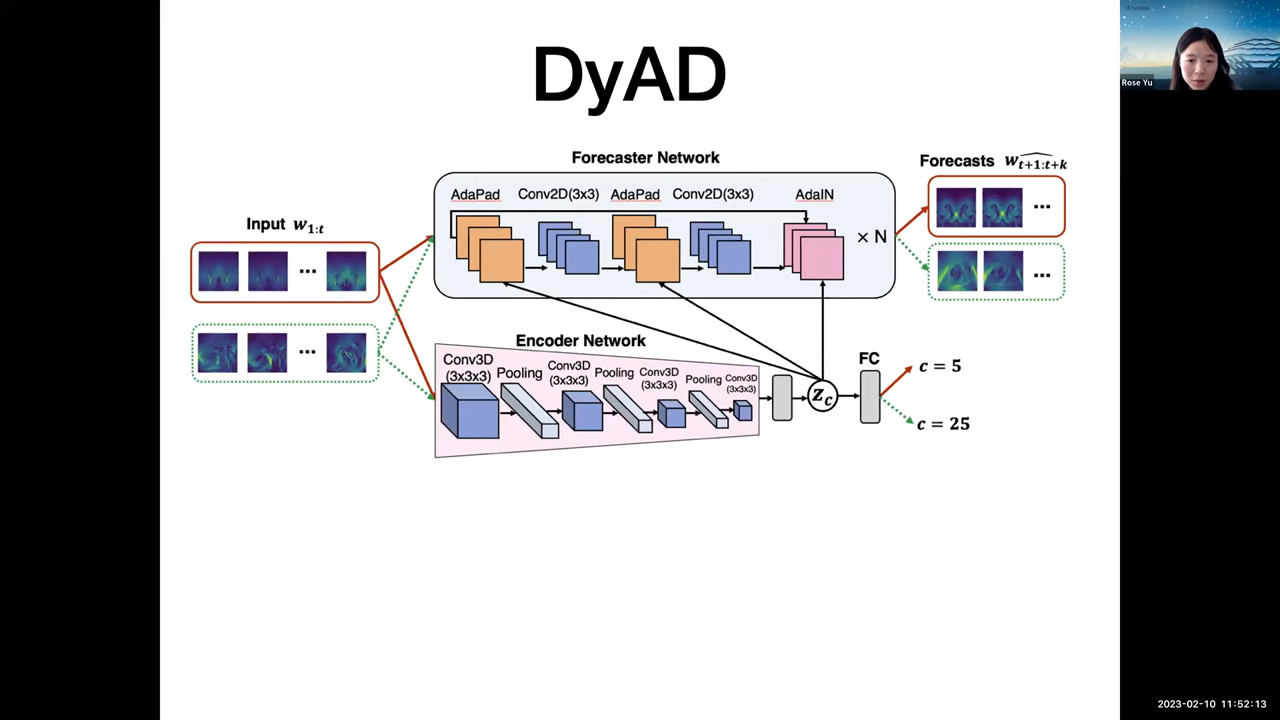 DyAD
Rose Yu
Forecaster Network
Forecasts w_{t+1:t+k}
AdaPad Conv2D(3x3) AdaPad Conv2D(3x3) AdaIN
Input w_{1:t}
× N
...
...
...
...
Encoder Network
Conv3D (3x3x3)
Pooling
Conv3D (3x3x3)
Pooling
Conv3D (3x3x3)
Pooling
Conv3D (3x3x3)
z_c
FC
c = 5
c = 25
2023-02-10 11:52:13